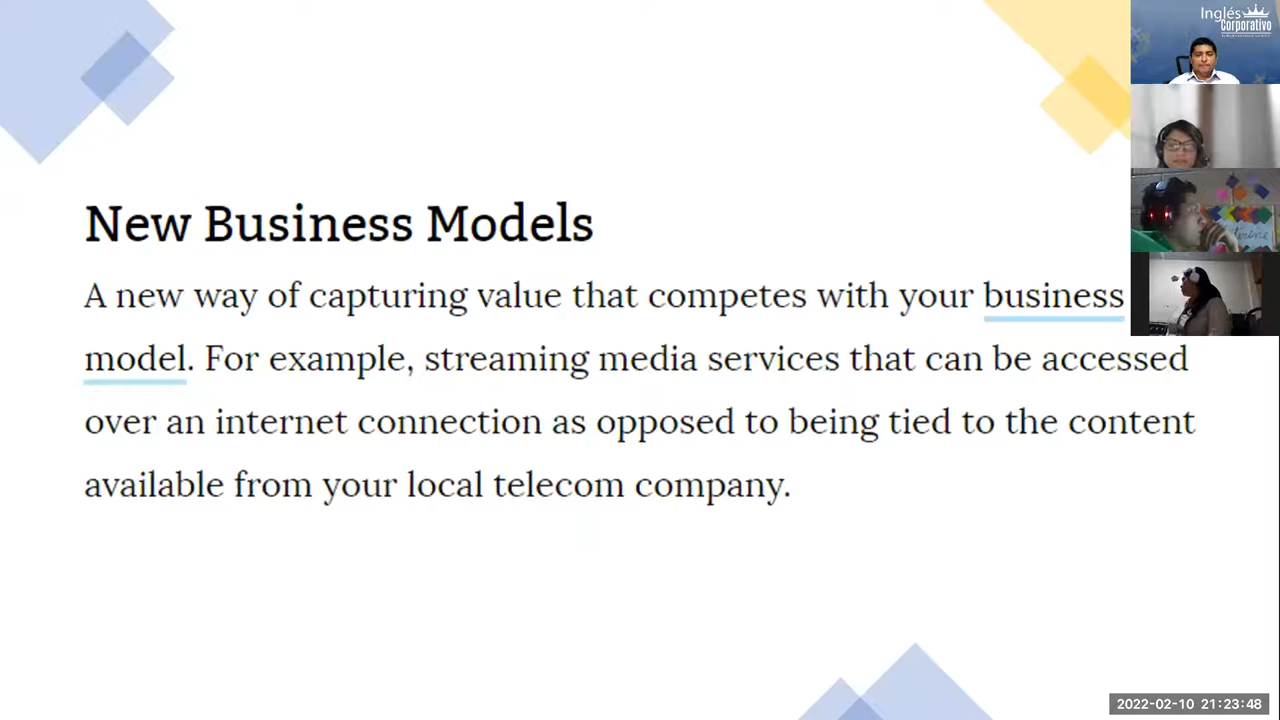 Inglés
Corporativo
New Business Models
A new way of capturing value that competes with your business
model. For example, streaming media services that can be accessed
over an internet connection as opposed to being tied to the content
available from your local telecom company.
2022-02-10 21:23:48